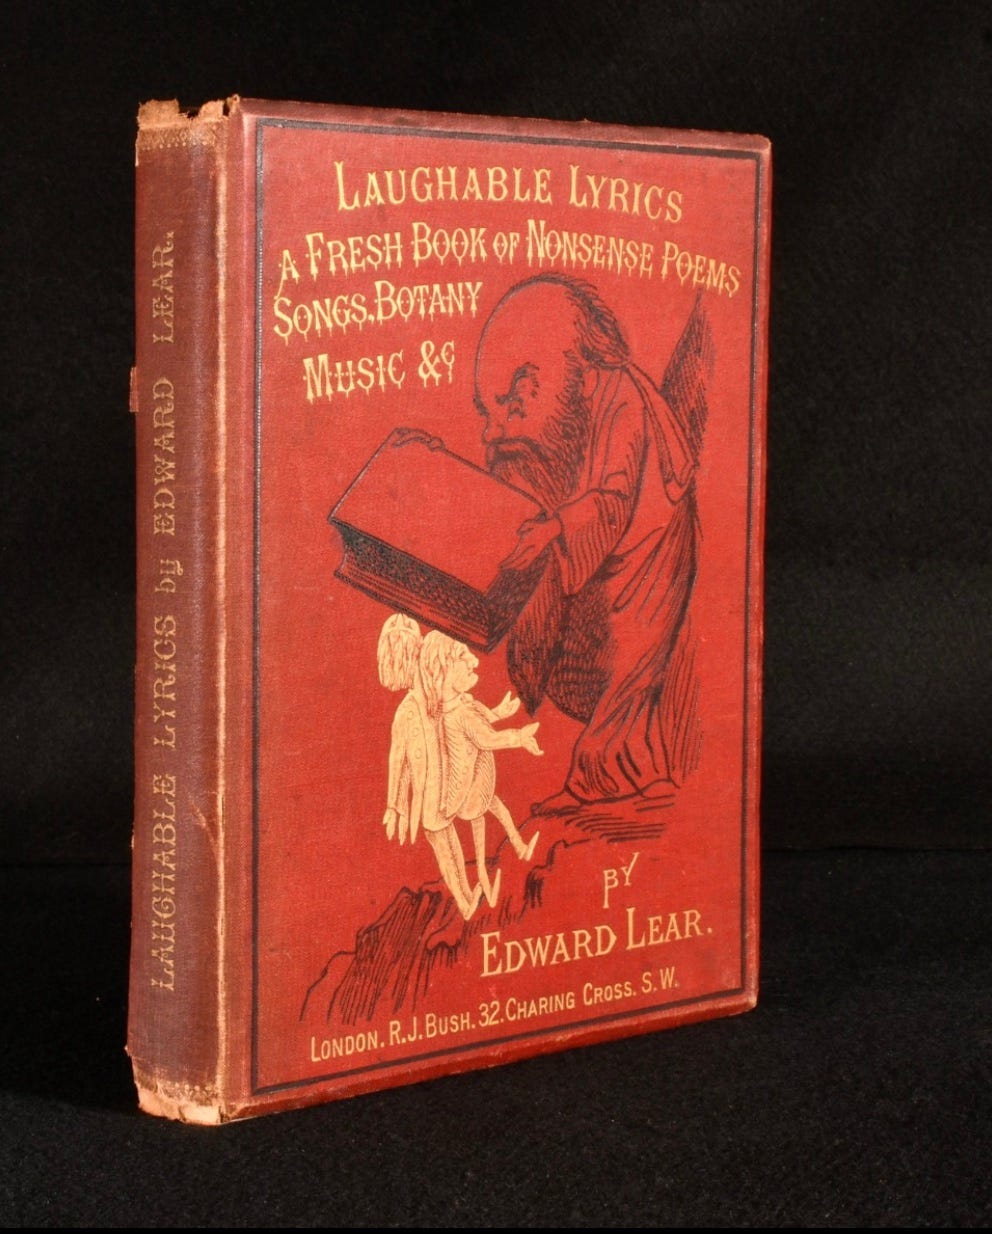 LAUGHABLE LYRICS
A FRESH BOOK OF NONSENSE POEMS
SONGS, BOTANY
MUSIC &c
BY
EDWARD LEAR.
LONDON. R.J. BUSH. 32. CHARING CROSS. S.W.
LAUGHABLE LYRICS by EDWARD LEAR.